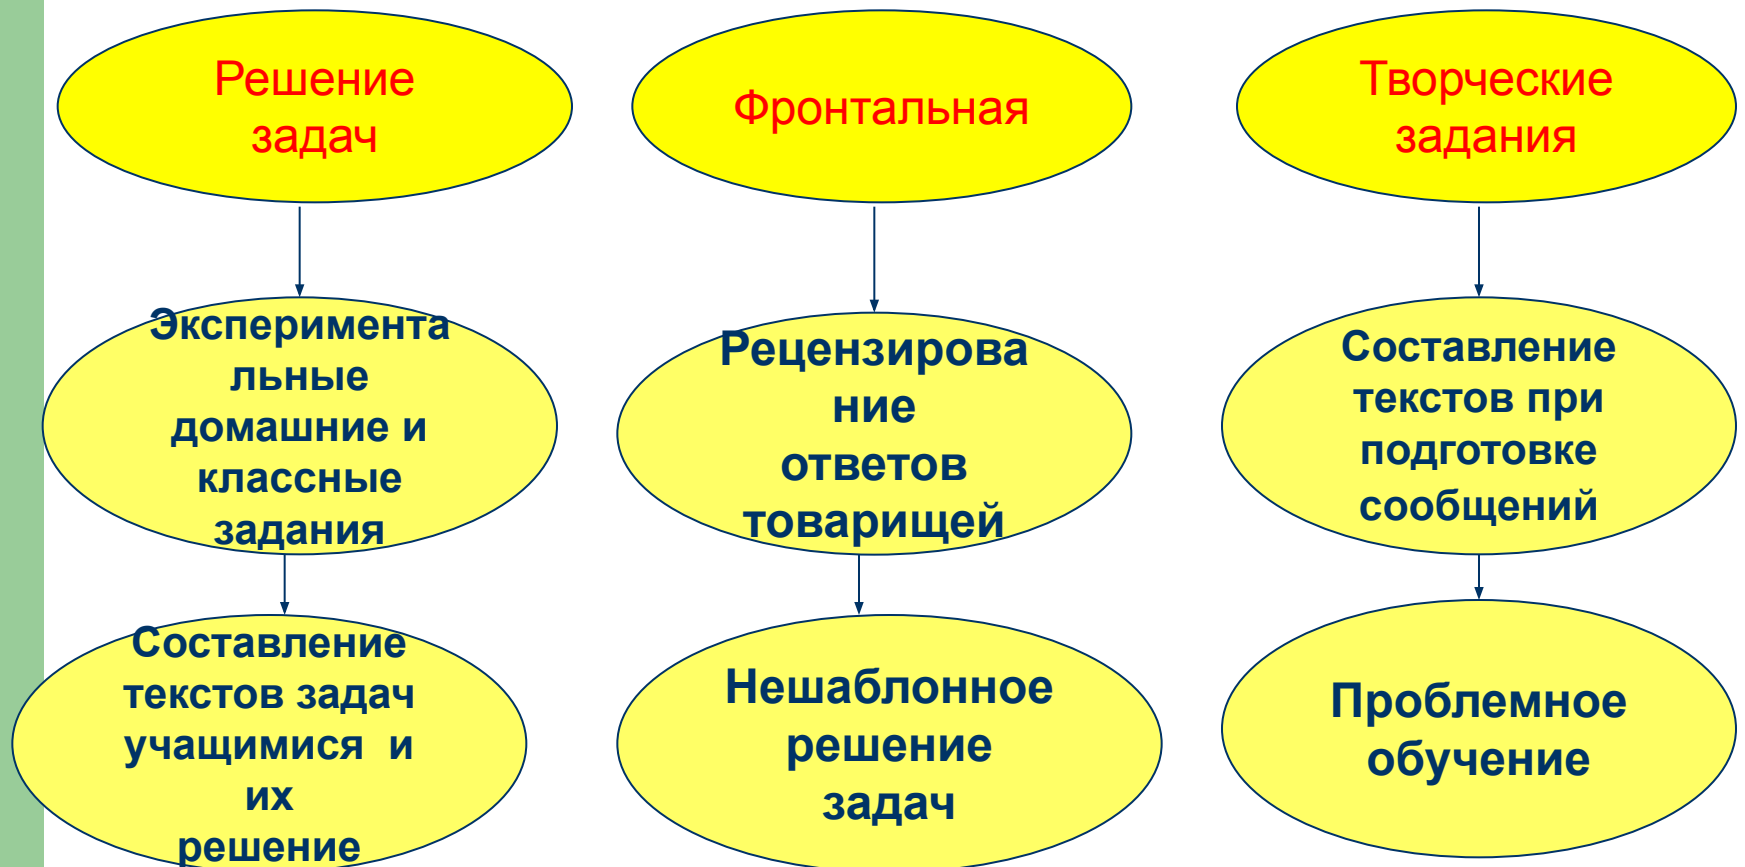 Решение
задач
Фронтальная
Творческие
задания
Эксперимента
льные
домашние и
классные
задания
Рецензирова
ние
ответов
товарищей
Составление
текстов при
подготовке
сообщений
Составление
текстов задач
учащимися  и
их
решение
Нешаблонное
решение
задач
Проблемное
обучение